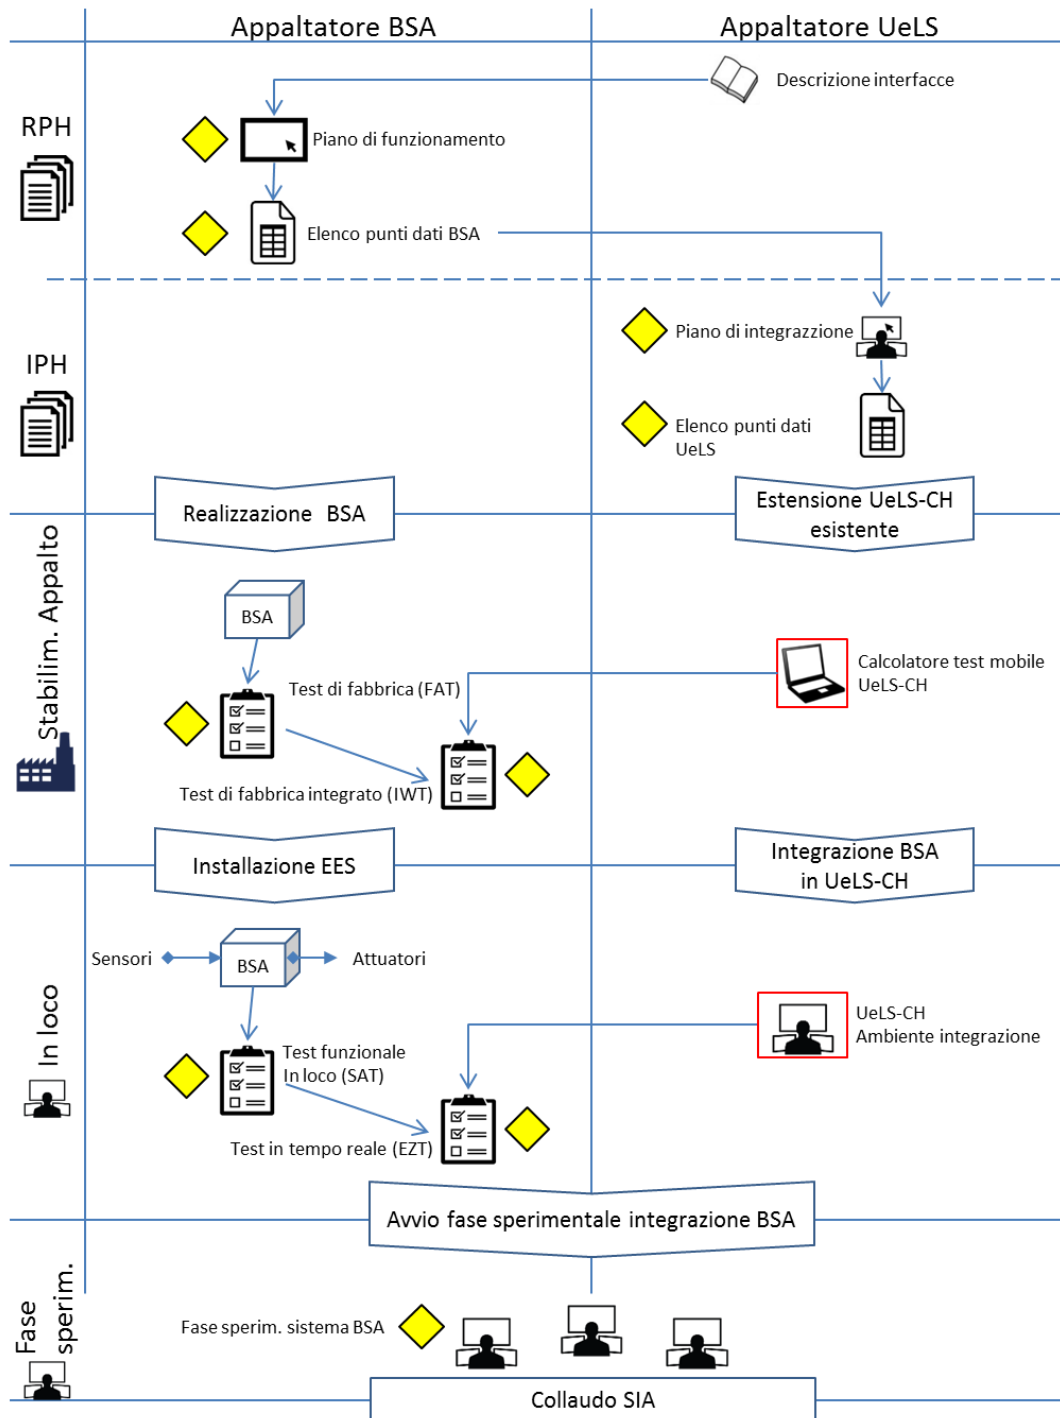 Appaltatore BSA
Appaltatore UeLS
Descrizione interfacce
RPH
Piano di funzionamento
Elenco punti dati BSA
IPH
Piano di integrazzione
Elenco punti dati
UeLS
Realizzazione BSA
Estensione UeLS-CH
esistente
Stabilim. Appalto
BSA
Test di fabbrica (FAT)
Calcolatore test mobile
UeLS-CH
Test di fabbrica integrato (IWT)
Installazione EES
Integrazione BSA
in UeLS-CH
In loco
Sensori
BSA
Attuatori
UeLS-CH
Ambiente integrazione
Test funzionale
In loco (SAT)
Test in tempo reale (EZT)
Avvio fase sperimentale integrazione BSA
Fase
sperim.
Fase sperim. sistema BSA
Collaudo SIA